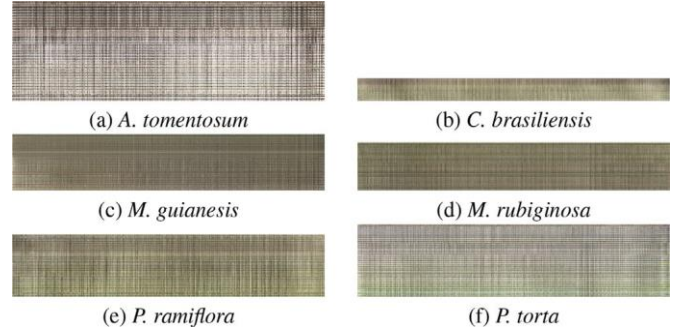 (a) A. tomentosum
(b) C. brasiliensis
(c) M. guianesis
(d) M. rubiginosa
(e) P. ramiflora
(f) P. torta